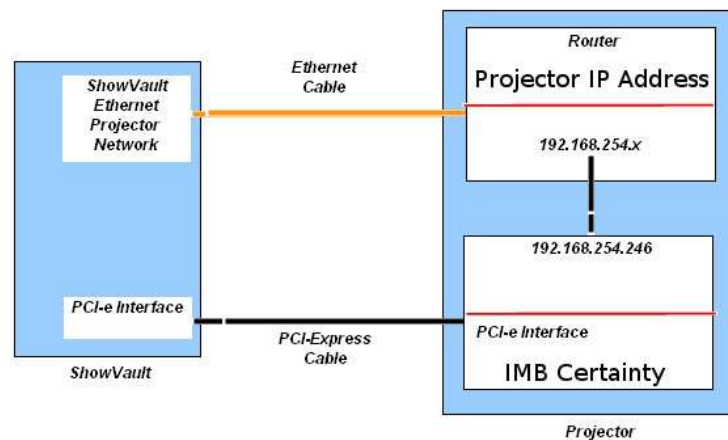 ShowVault
Ethernet
Projector
Network
PCI-e Interface
ShowVault
Ethernet
Cable
PCI-Express
Cable
Router
Projector IP Address
192.168.254.x
192.168.254.246
PCI-e Interface
IMB Certainty
Projector